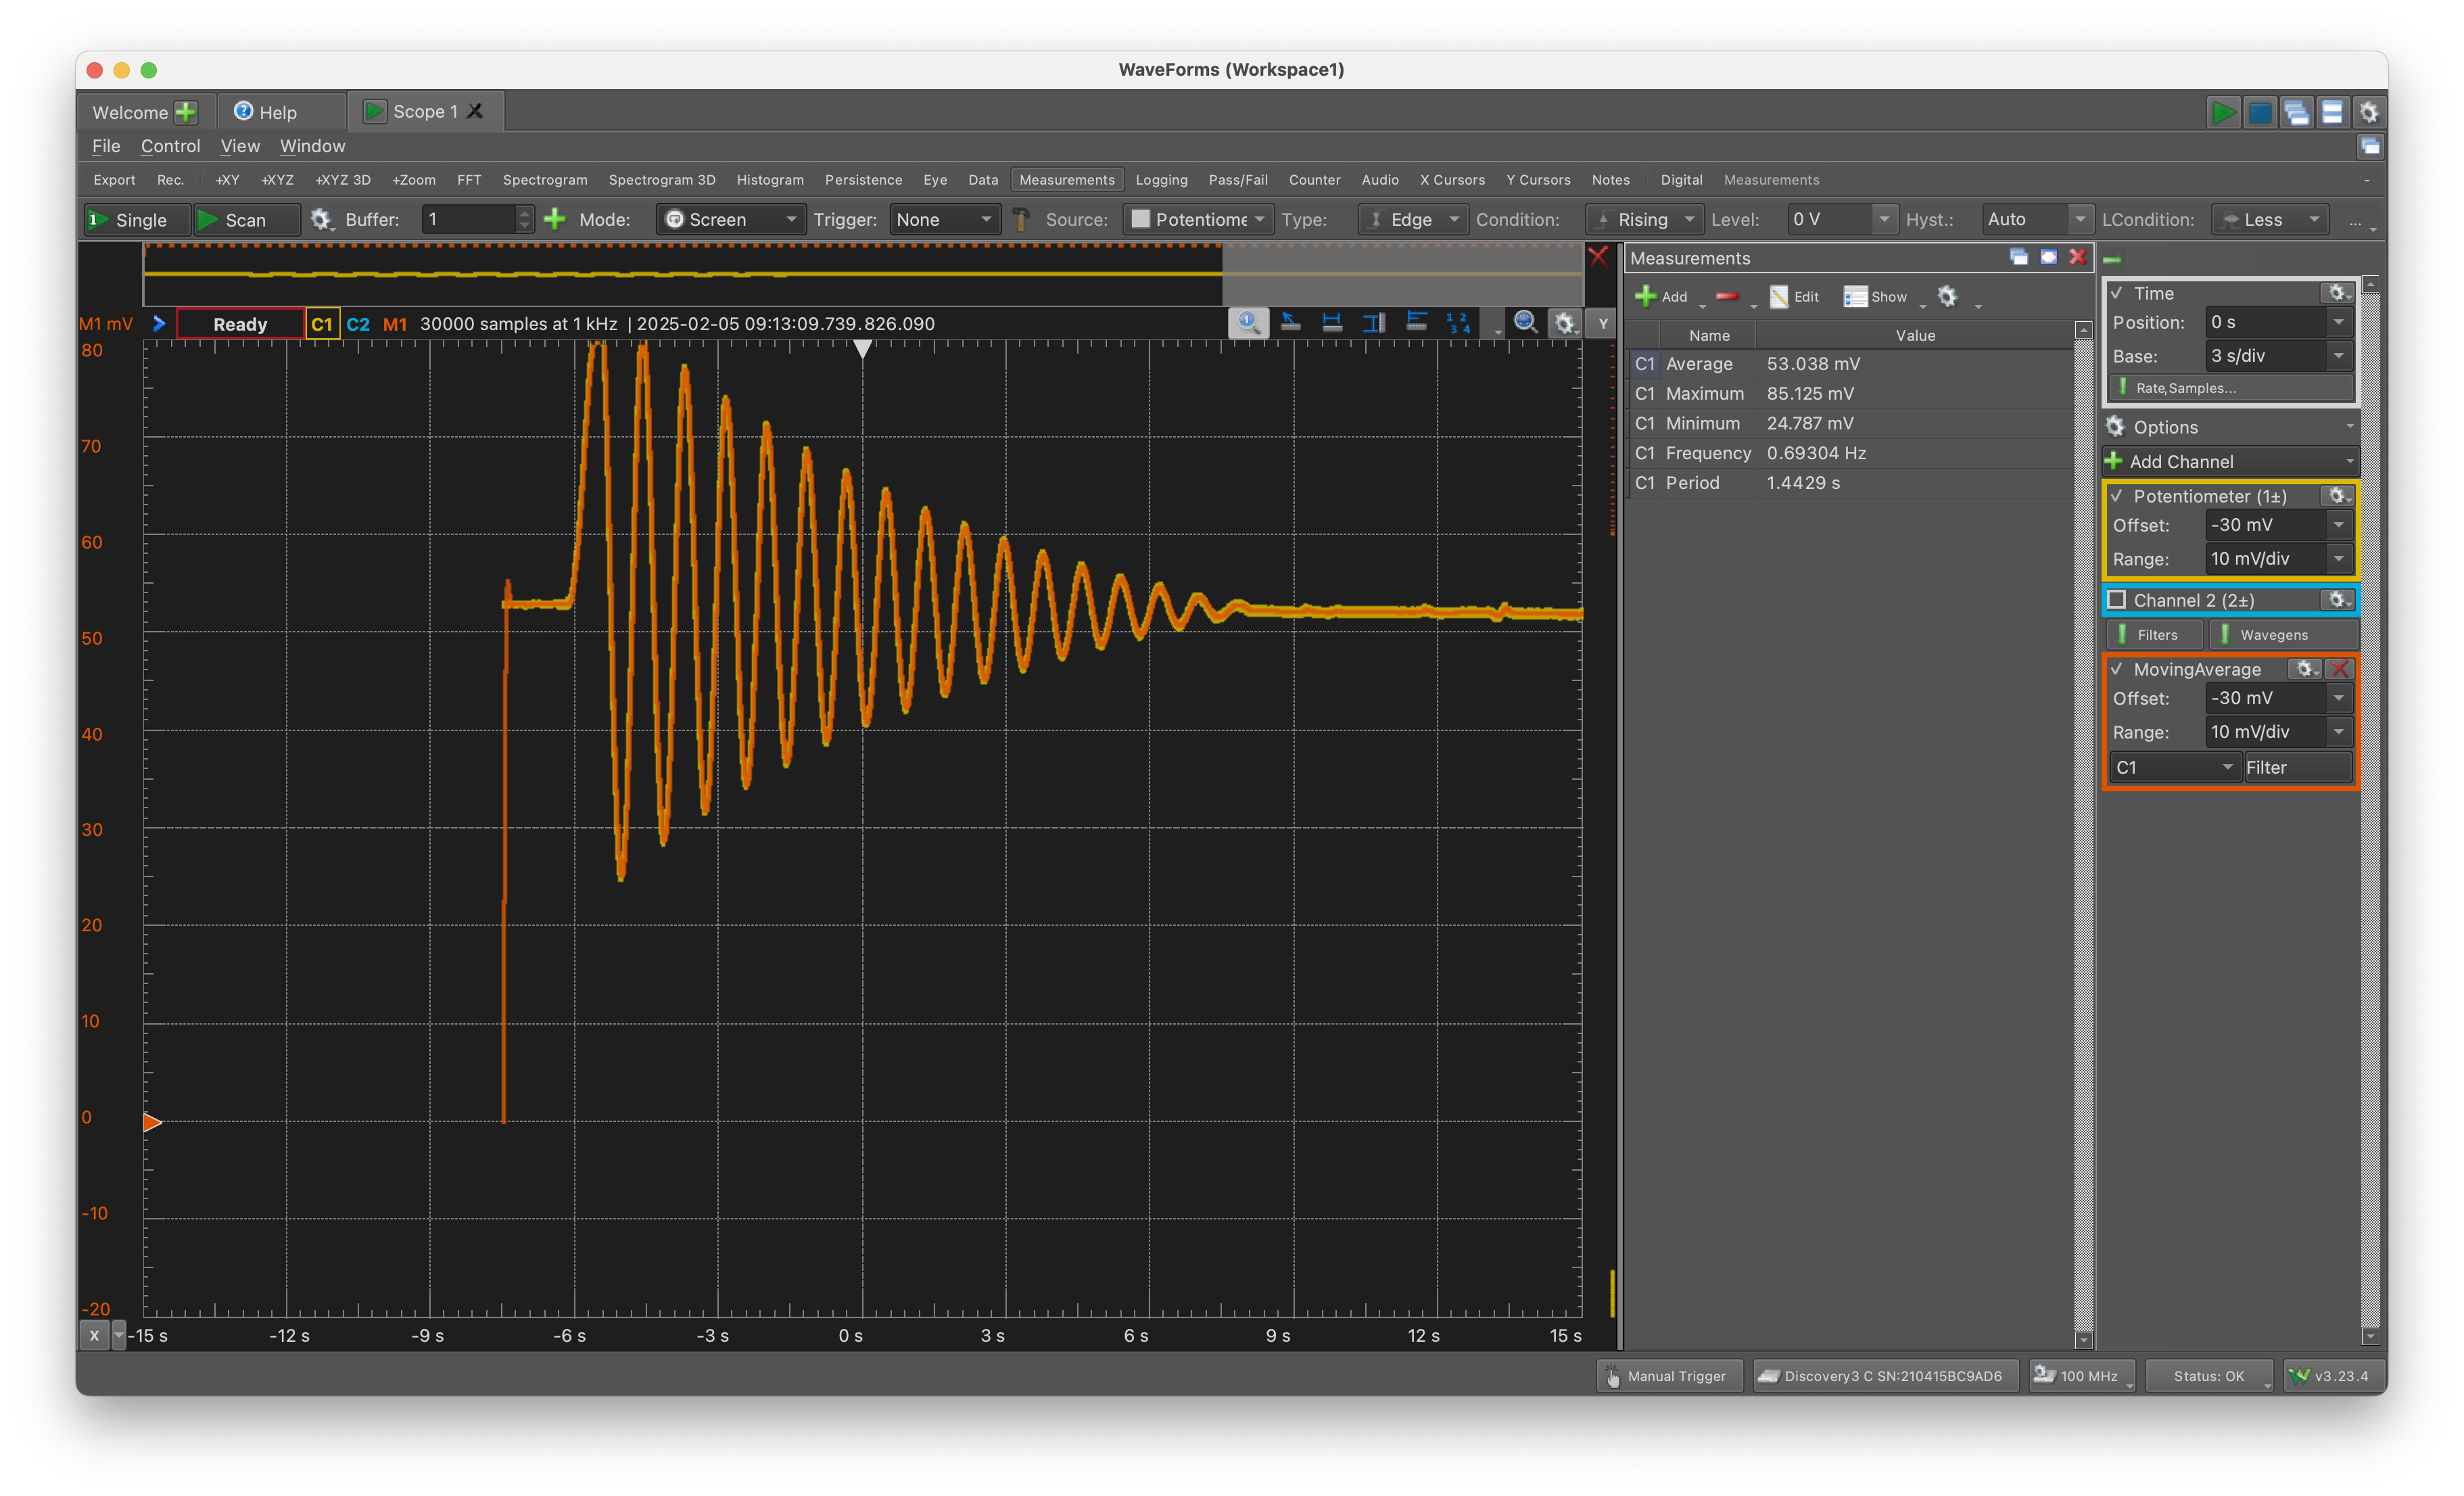 WaveForms (Workspace1)
Welcome Help Scope 1
File Control View Window
Export Rec. +XY +XYZ +XYZ 3D +Zoom FFT Spectrogram Spectrogram 3D Histogram Persistence Eye Data Measurements Logging Pass/Fail Counter Audio X Cursors Y Cursors Notes Digital Measurements -
1 Single Scan Buffer: 1 Mode: Screen Trigger: None Source: Potentiome Type: Edge Condition: Rising Level: 0 V Hyst.: Auto LCondition: Less ...
M1 mV Ready C1 C2 M1 30000 samples at 1 kHz | 2025-02-05 09:13:09.739.826.090
1 2
3 4
Y
80
70
60
50
40
30
20
10
0
-10
-20
X -15 s -12 s -9 s -6 s -3 s 0 s 3 s 6 s 9 s 12 s 15 s
Measurements
Add Edit Show
Name Value
C1 Average 53.038 mV
C1 Maximum 85.125 mV
C1 Minimum 24.787 mV
C1 Frequency 0.69304 Hz
C1 Period 1.4429 s
Time
Position: 0 s
Base: 3 s/div
Rate,Samples...
Options
Add Channel
Potentiometer (1±)
Offset: -30 mV
Range: 10 mV/div
Channel 2 (2±)
Filters Wavegens
MovingAverage
Offset: -30 mV
Range: 10 mV/div
C1 Filter
Manual Trigger Discovery3 C SN:210415BC9AD6 100 MHz Status: OK v3.23.4